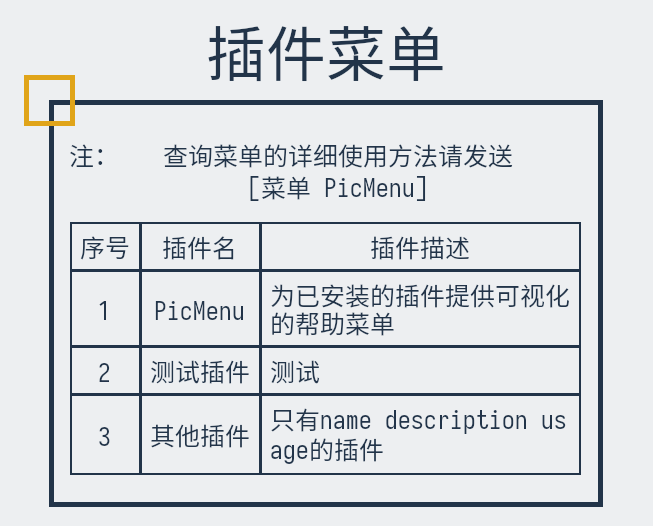 插件菜单
注: 查询菜单的详细使用方法请发送
[菜单 PicMenu]
序号 插件名 插件描述
1 PicMenu 为已安装的插件提供可视化
的帮助菜单
2 测试插件 测试
3 其他插件 只有name description us
age的插件